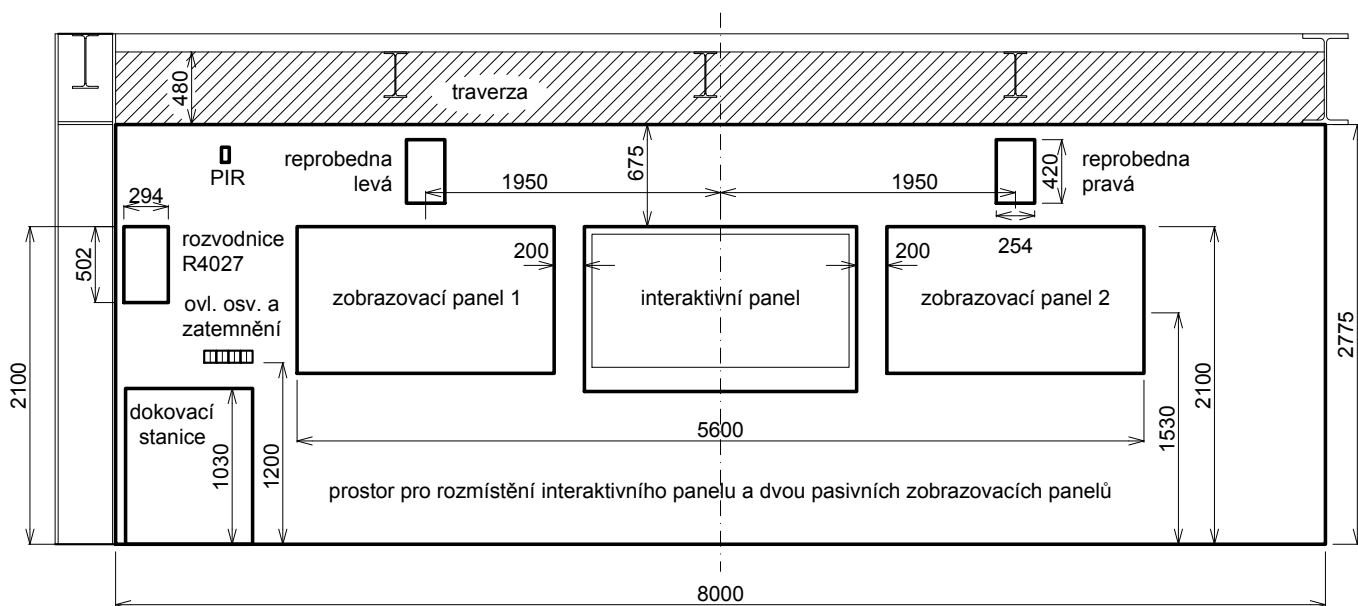 480
traverza
PIR
reprobedna
levá
1950
675
1950
420
reprobedna
pravá
294
502
rozvodnice
R4027
200
200
254
zobrazovací panel 1
interaktivní panel
zobrazovací panel 2
ovl. osv. a
zatemnění
2100
dokovací
stanice
1030
1200
5600
1530
2100
2775
prostor pro rozmístění interaktivního panelu a dvou pasivních zobrazovacích panelů
8000